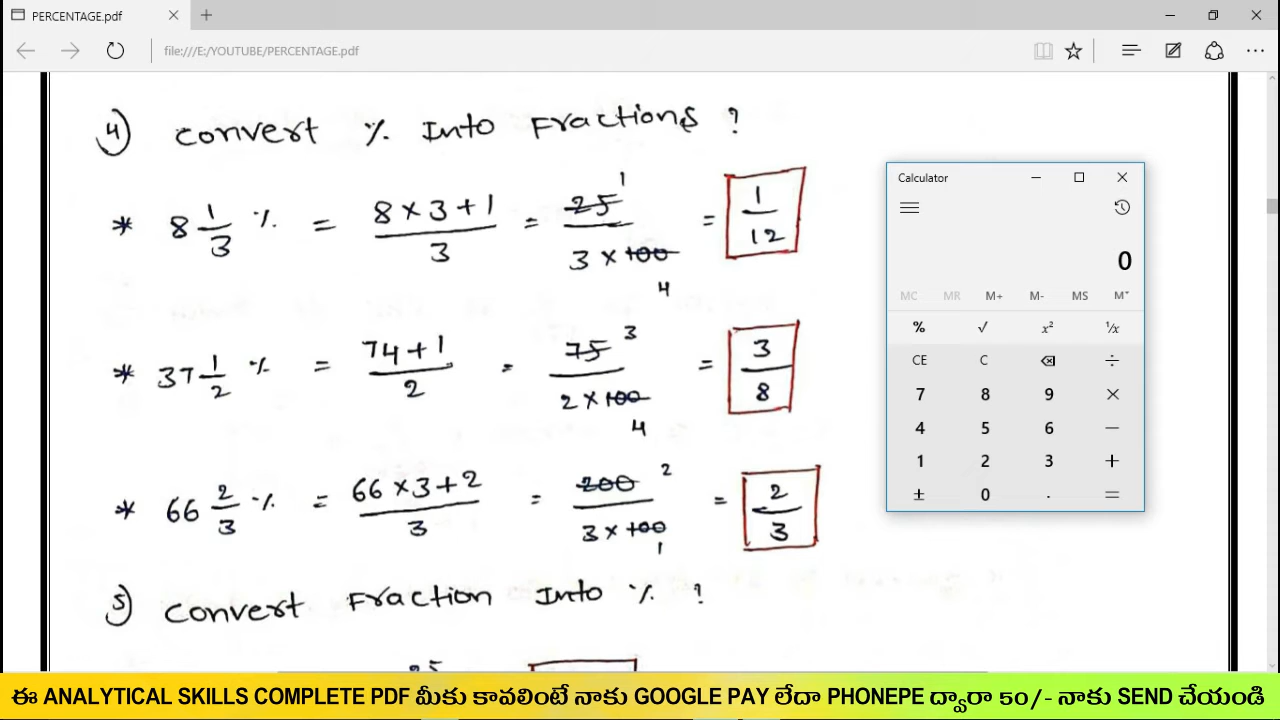 PERCENTAGE.pdf
file:///E:/YOUTUBE/PERCENTAGE.pdf
4) Convert % Into Fractions ?
* 8 1/3 % = 8 × 3 + 1 / 3 = 25 1 / 3 × 100 4 = 1/12
* 37 1/2 % = 74 + 1 / 2 = 75 3 / 2 × 100 4 = 3/8
* 66 2/3 % = 66 × 3 + 2 / 3 = 200 2 / 3 × 100 1 = 2/3
5) Convert Fraction Into % ?
Calculator
0
MC MR M+ M- MS M˅
% √ x² ¹/x
CE C ⌫ ÷
7 8 9 ×
4 5 6 −
1 2 3 +
± 0 . =
ఈ ANALYTICAL SKILLS COMPLETE PDF మీకు కావలింటే నాకు GOOGLE PAY లేదా PHONEPE ద్వారా 50/- నాకు SEND చేయండి